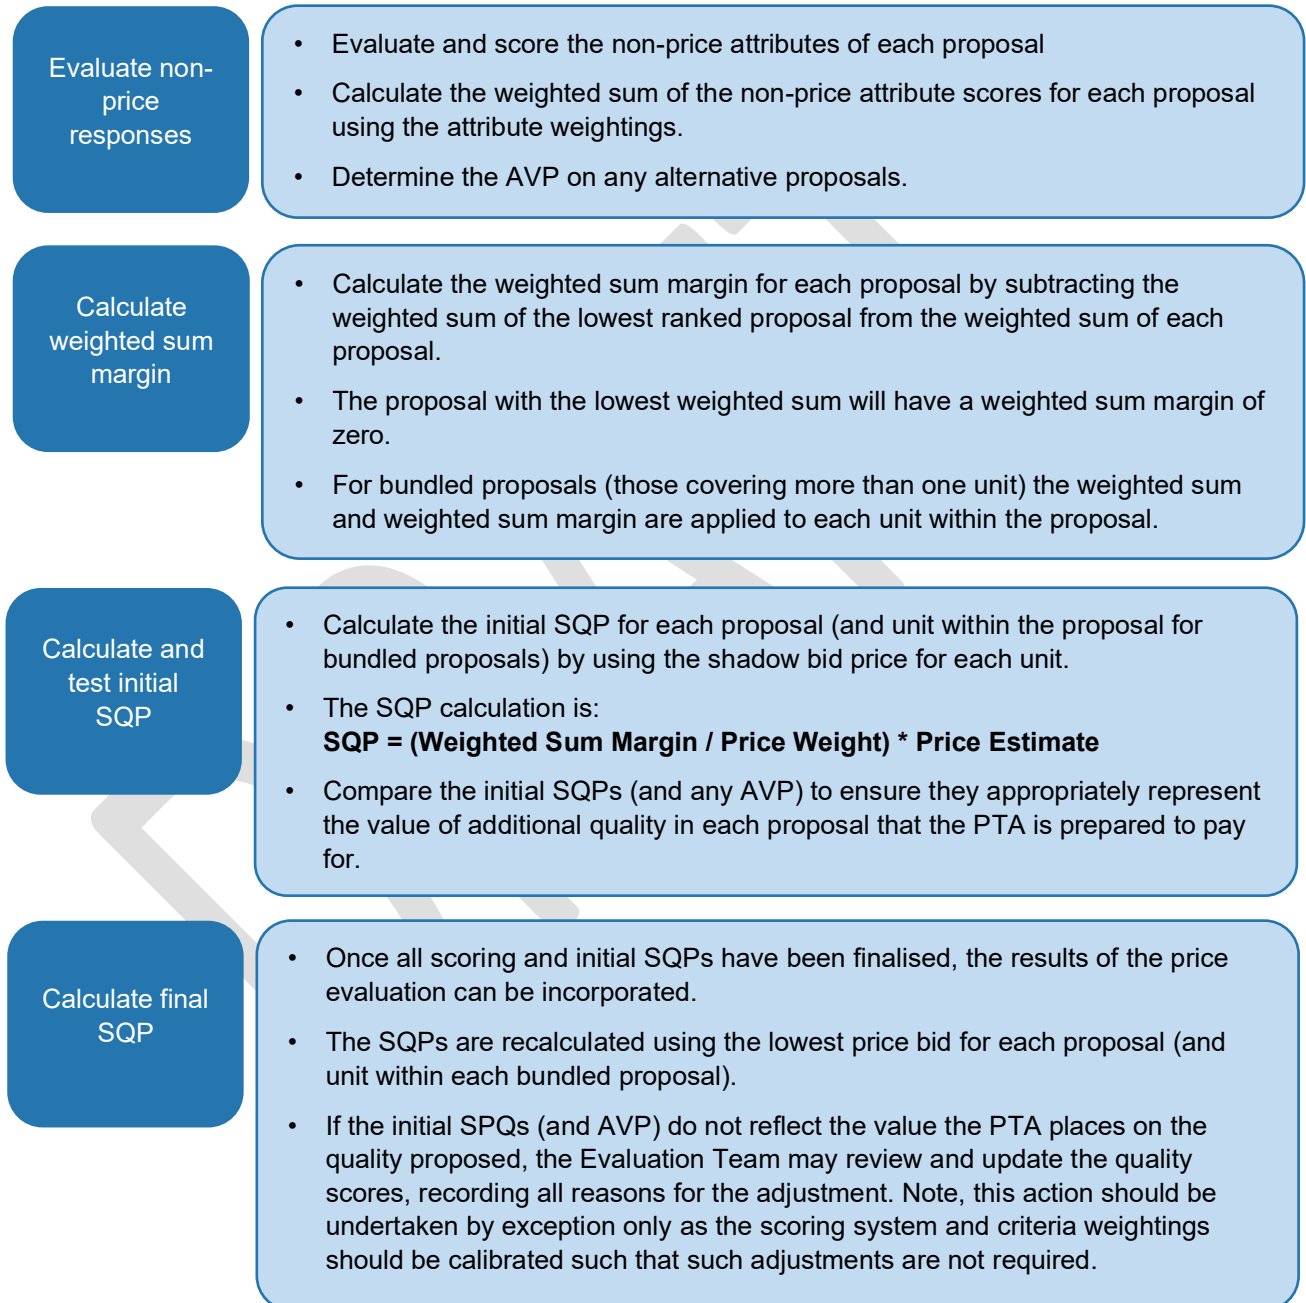 Evaluate non-
price
responses
• Evaluate and score the non-price attributes of each proposal
• Calculate the weighted sum of the non-price attribute scores for each proposal
using the attribute weightings.
• Determine the AVP on any alternative proposals.
Calculate
weighted sum
margin
• Calculate the weighted sum margin for each proposal by subtracting the
weighted sum of the lowest ranked proposal from the weighted sum of each
proposal.
• The proposal with the lowest weighted sum will have a weighted sum margin of
zero.
• For bundled proposals (those covering more than one unit) the weighted sum
and weighted sum margin are applied to each unit within the proposal.
Calculate and
test initial
SQP
• Calculate the initial SQP for each proposal (and unit within the proposal for
bundled proposals) by using the shadow bid price for each unit.
• The SQP calculation is:
SQP = (Weighted Sum Margin / Price Weight) * Price Estimate
• Compare the initial SQPs (and any AVP) to ensure they appropriately represent
the value of additional quality in each proposal that the PTA is prepared to pay
for.
Calculate final
SQP
• Once all scoring and initial SQPs have been finalised, the results of the price
evaluation can be incorporated.
• The SQPs are recalculated using the lowest price bid for each proposal (and
unit within each bundled proposal).
• If the initial SPQs (and AVP) do not reflect the value the PTA places on the
quality proposed, the Evaluation Team may review and update the quality
scores, recording all reasons for the adjustment. Note, this action should be
undertaken by exception only as the scoring system and criteria weightings
should be calibrated such that such adjustments are not required.